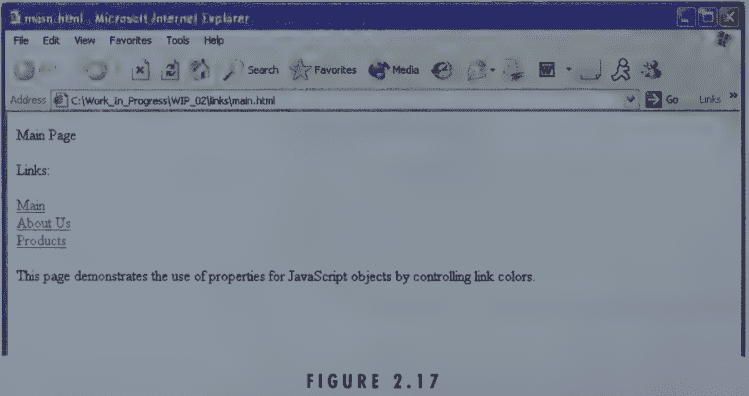 main.html - Microsoft Internet Explorer
File Edit View Favorites Tools Help
Search Favorites Media
Address C:\Work_in_Progress\WIP_02\links\main.html Go Links »
Main Page
Links:
Main
About Us
Products
This page demonstrates the use of properties for JavaScript objects by controlling link colors.
FIGURE 2.17